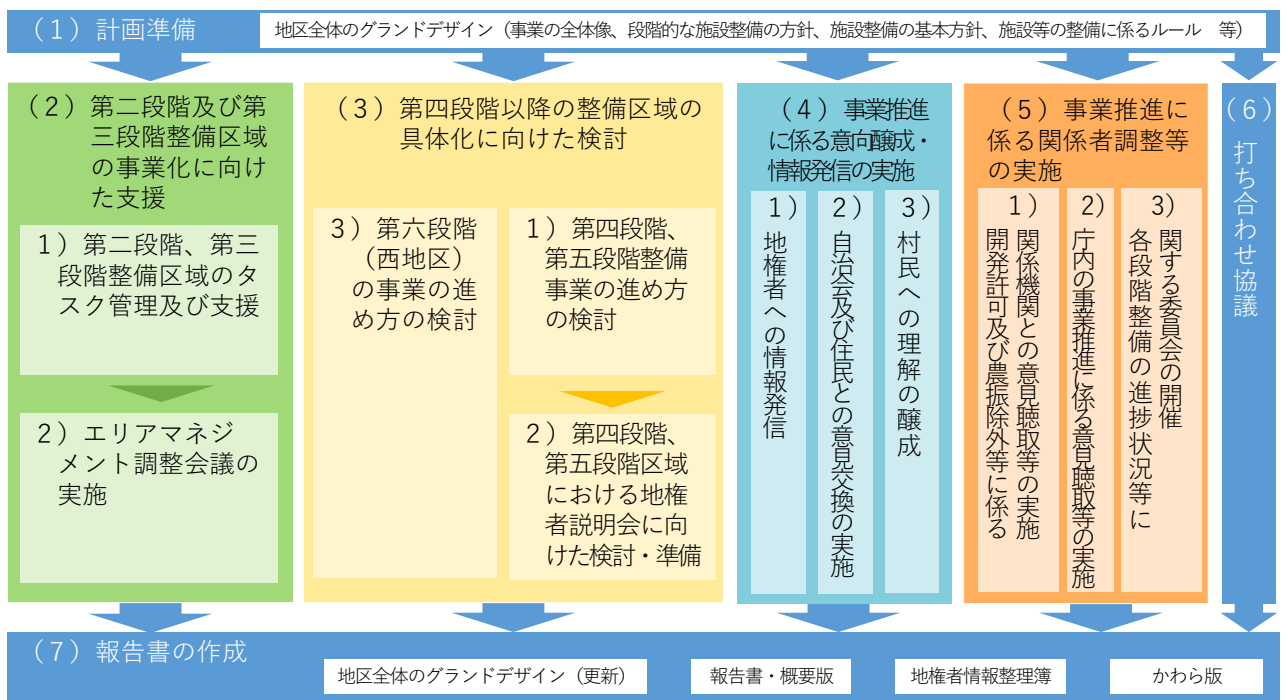 （１）計画準備
地区全体のグランドデザイン（事業の全体像、段階的な施設整備の方針、施設整備の基本方針、施設等の整備に係るルール　等）
（２）第二段階及び第
三段階整備区域
の事業化に向け
た支援
１）第二段階、第三
段階整備区域のタ
スク管理及び支援
２）エリアマネジ
メント調整会議の
実施
（３）第四段階以降の整備区域の
具体化に向けた検討
３）第六段階
（西地区）
の事業の進
め方の検討
１）第四段階、
第五段階整備
事業の進め方
の検討
２）第四段階、
第五段階区域
における地権
者説明会に向
けた検討・準備
（４）事業推進
に係る意向醸成・
情報発信の実施
１）地権者への情報発信
２）自治会及び住民との意見交換の実施
３）村民への理解の醸成
（５）事業推進に
係る関係者調整等
の実施
１）開発許可及び農振除外等に係る
関係機関との意見聴取等の実施
２）庁内の事業推進に係る意見聴取等の実施
３）各段階整備の進捗状況等に
関する委員会の開催
（６）打ち合わせ協議
（７）報告書の作成
地区全体のグランドデザイン（更新）
報告書・概要版
地権者情報整理簿
かわら版